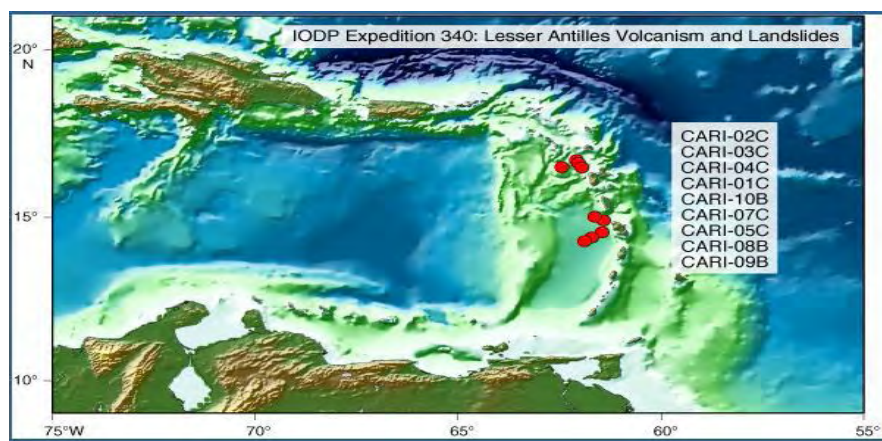 IODP Expedition 340: Lesser Antilles Volcanism and Landslides
20°
N
15°
10°
CARI-02C
CARI-03C
CARI-04C
CARI-01C
CARI-10B
CARI-07C
CARI-05C
CARI-08B
CARI-09B
75°W 70° 65° 60° 55°